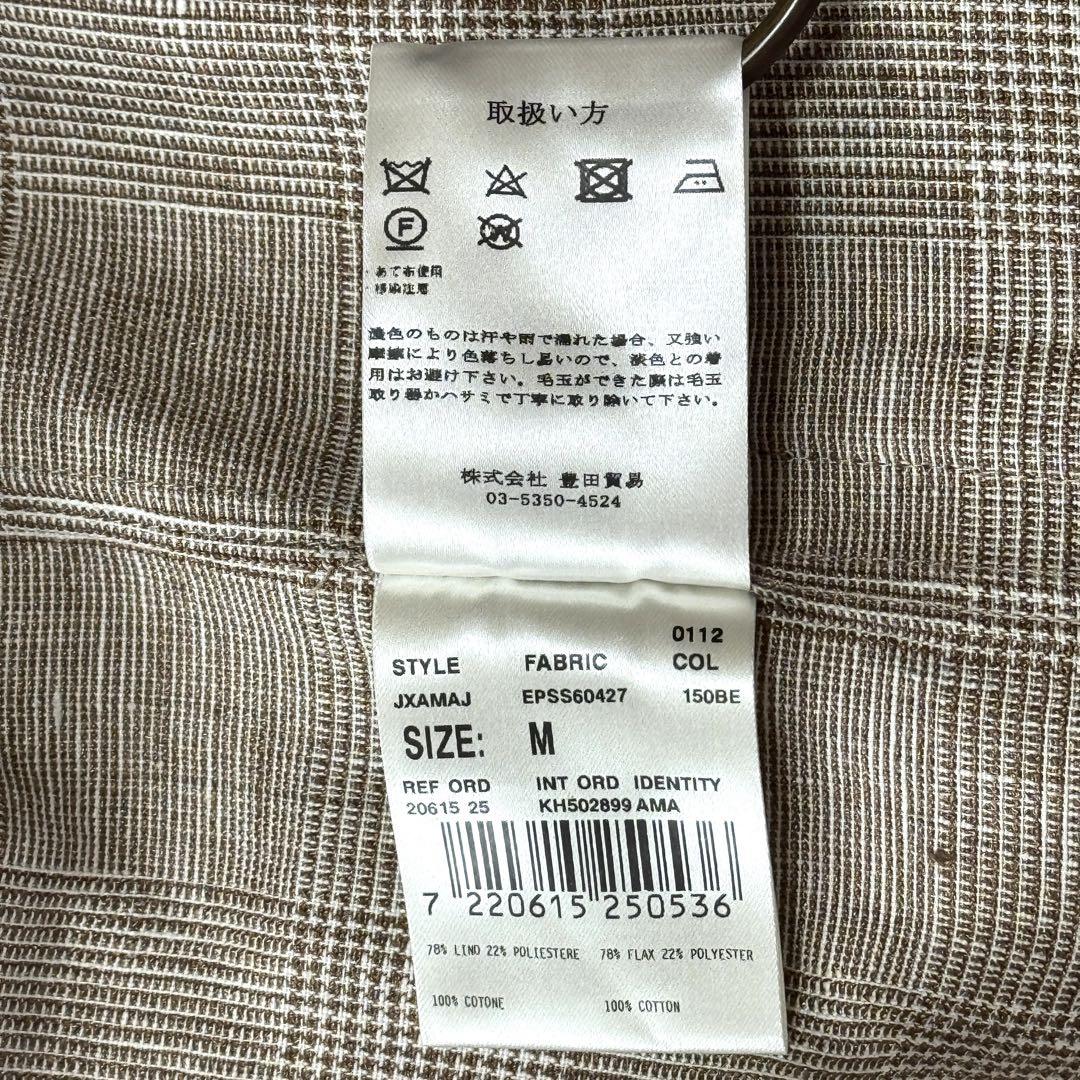 取扱い方
F
W
・あて布使用
・移染注意
濃色のものは汗や雨で濡れた場合、又強い
摩擦により色落ちし易いので、淡色との着
用はお避け下さい。毛玉ができた際は毛玉
取り器かハサミで丁寧に取り除いて下さい。
株式会社 豊田貿易
03-5350-4524
0112
STYLE FABRIC COL
JXAMAJ EPSS60427 150BE
SIZE: M
REF ORD INT ORD IDENTITY
20615 25 KH502899 AMA
7 220615 250536
78% LINO 22% POLIESTERE 78% FLAX 22% POLYESTER
100% COTONE 100% COTTON